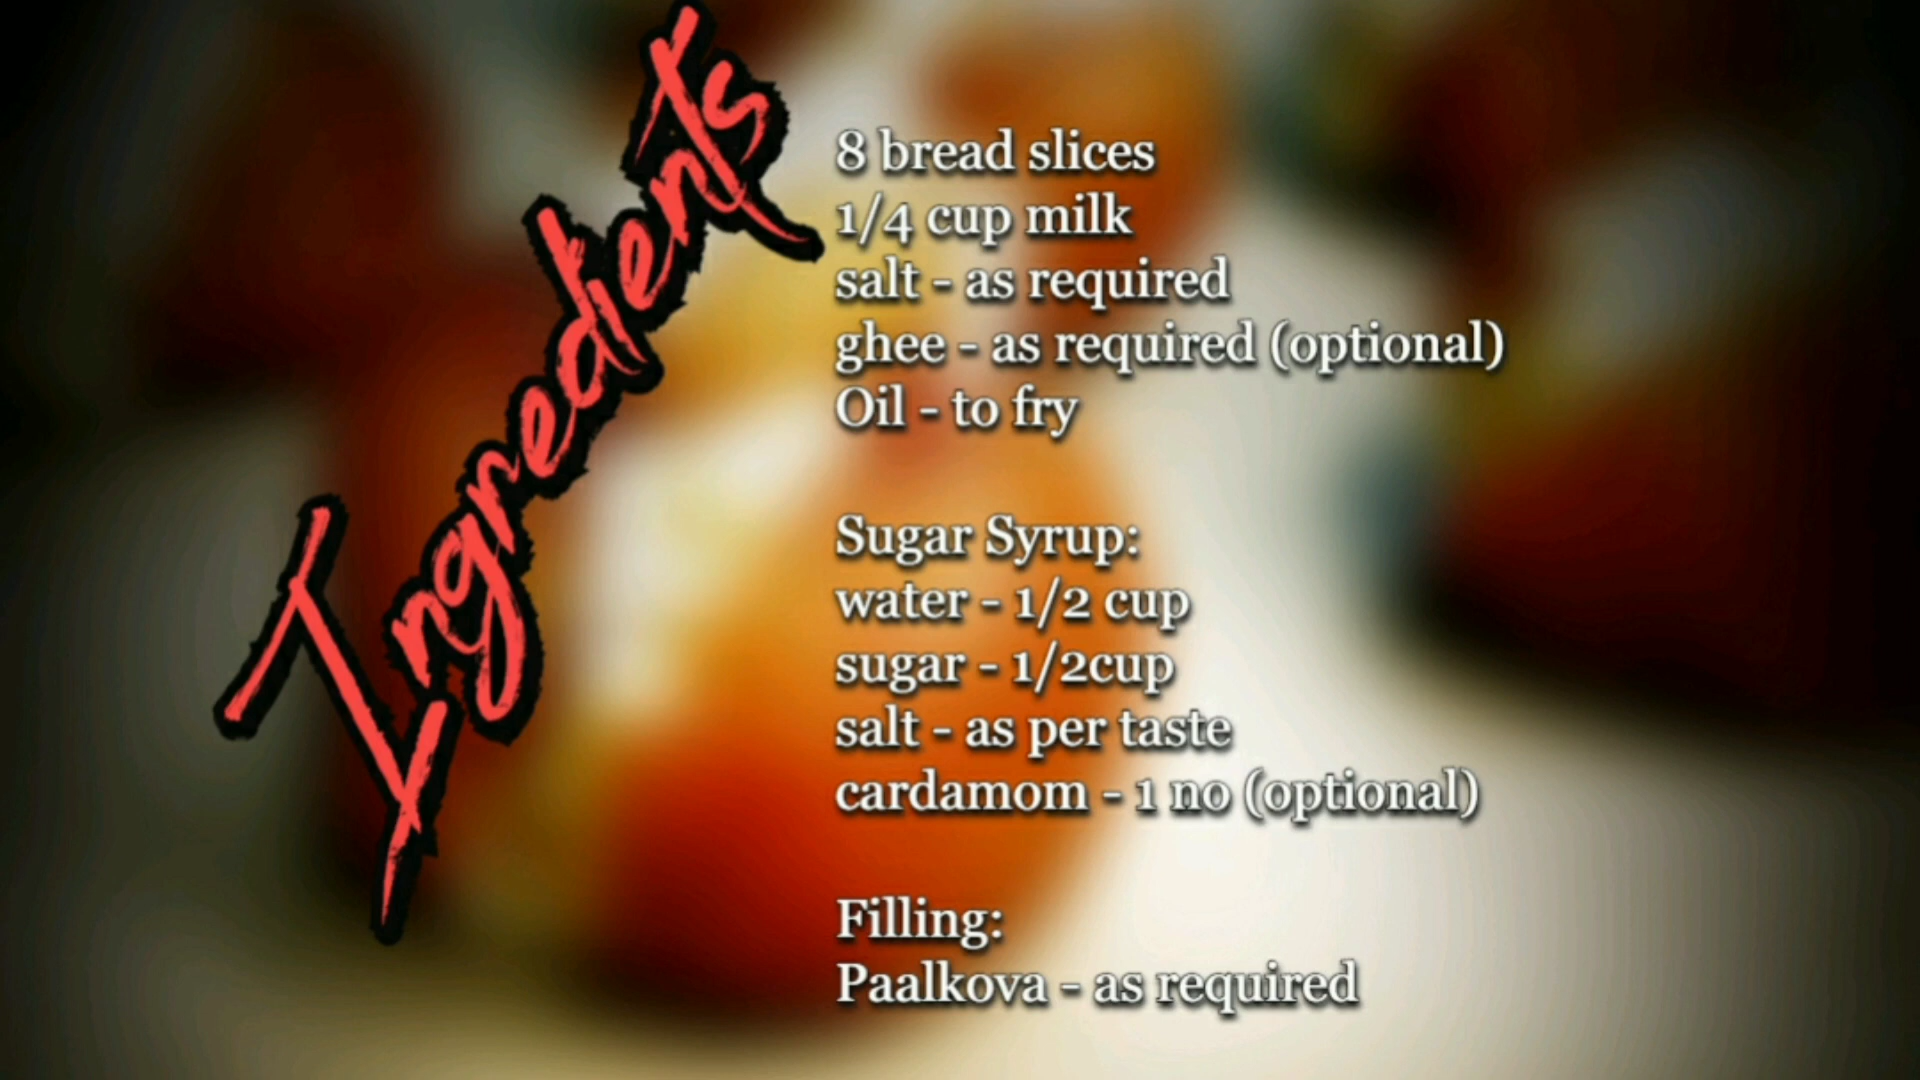 Ingredients
8 bread slices
1/4 cup milk
salt - as required
ghee - as required (optional)
Oil - to fry
Sugar Syrup:
water - 1/2 cup
sugar - 1/2cup
salt - as per taste
cardamom - 1 no (optional)
Filling:
Paalkova - as required